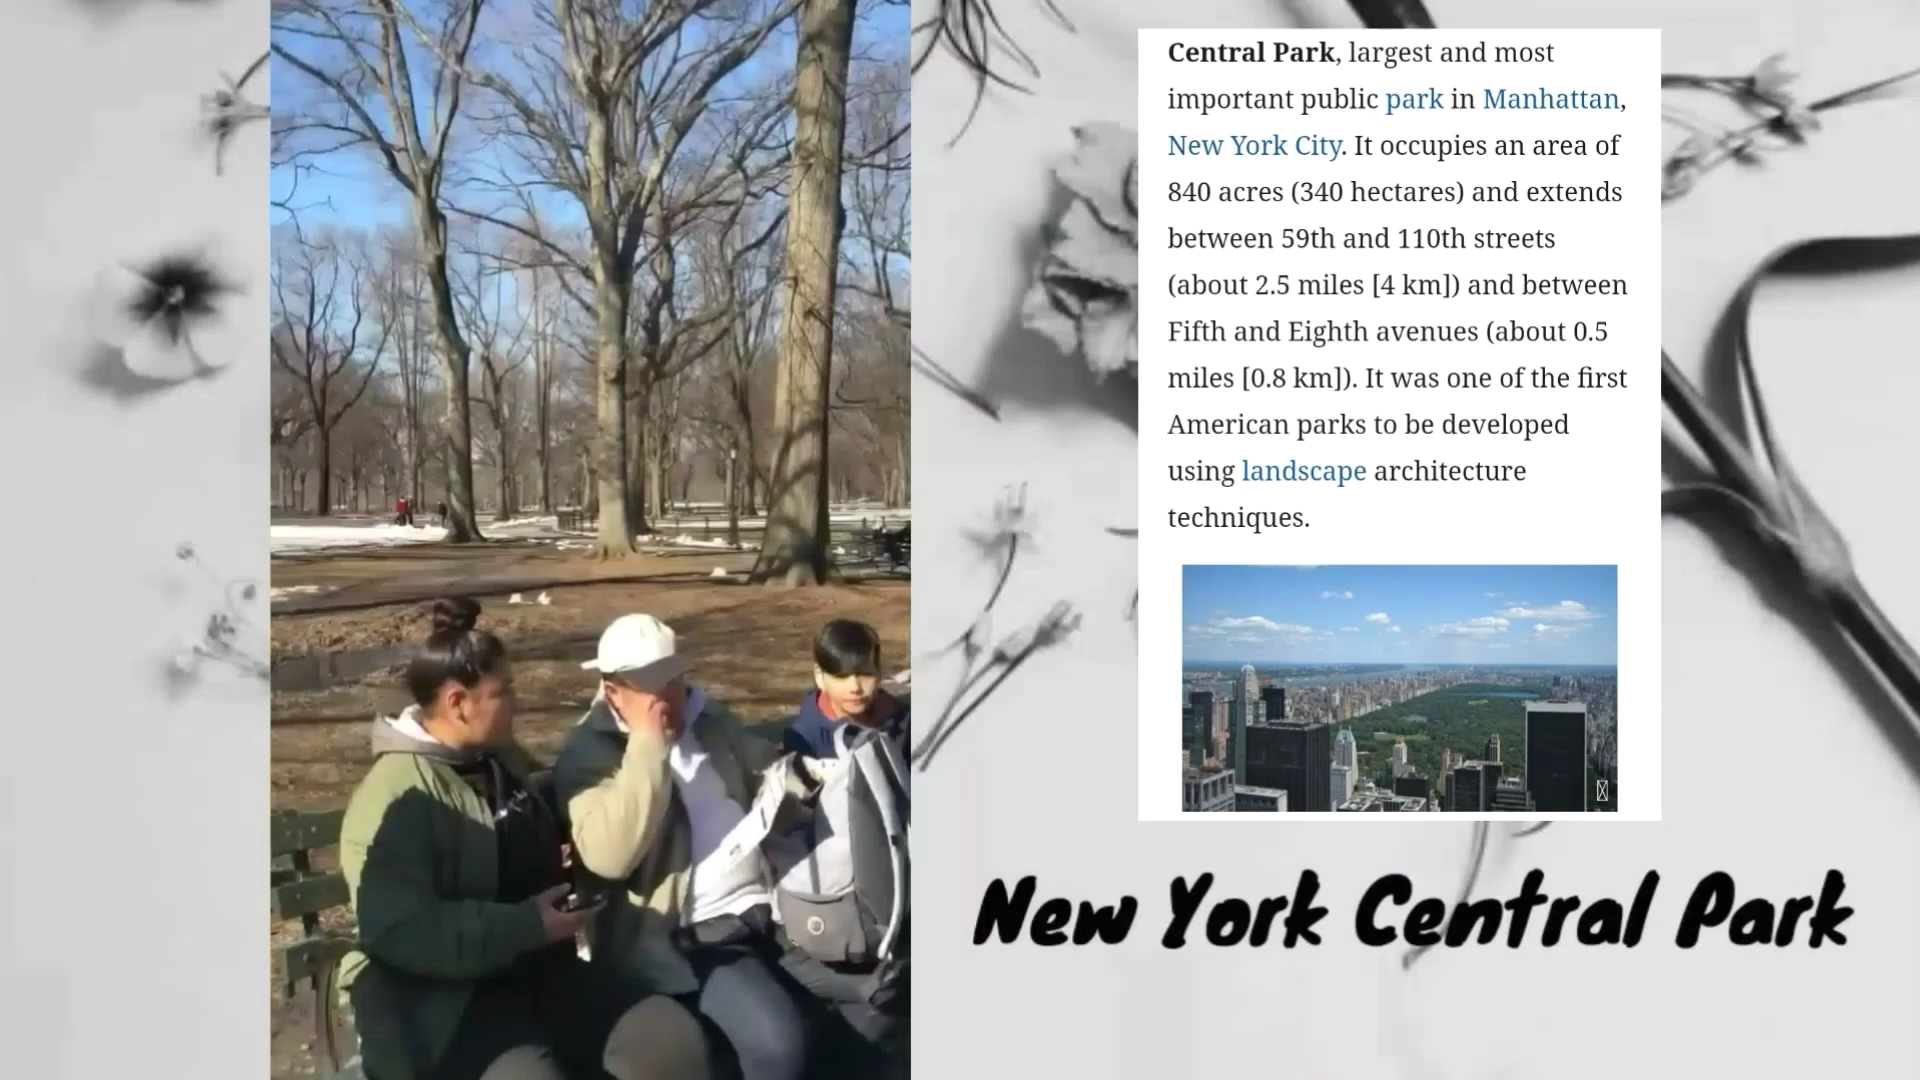 Central Park, largest and most
important public park in Manhattan,
New York City. It occupies an area of
840 acres (340 hectares) and extends
between 59th and 110th streets
(about 2.5 miles [4 km]) and between
Fifth and Eighth avenues (about 0.5
miles [0.8 km]). It was one of the first
American parks to be developed
using landscape architecture
techniques.
New York Central Park